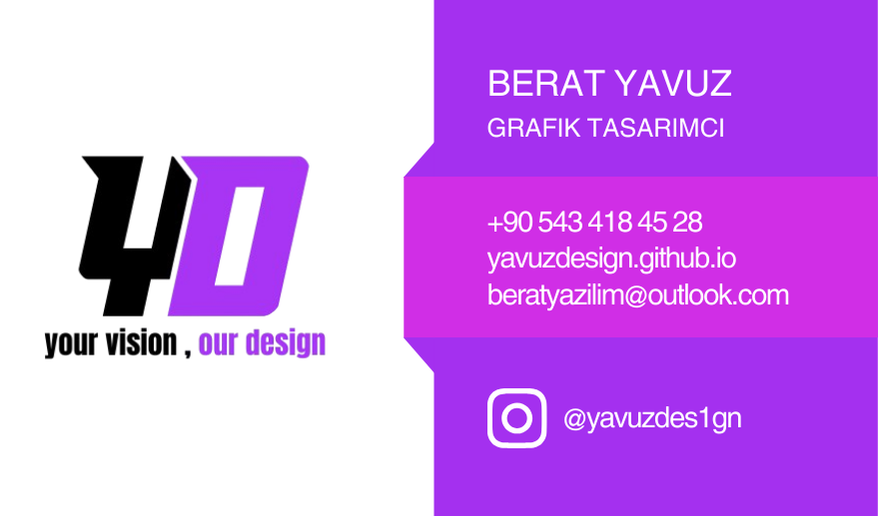 YD
your vision , our design
BERAT YAVUZ
GRAFIK TASARIMCI
+90 543 418 45 28
yavuzdesign.github.io
beratyazilim@outlook.com
@yavuzdes1gn